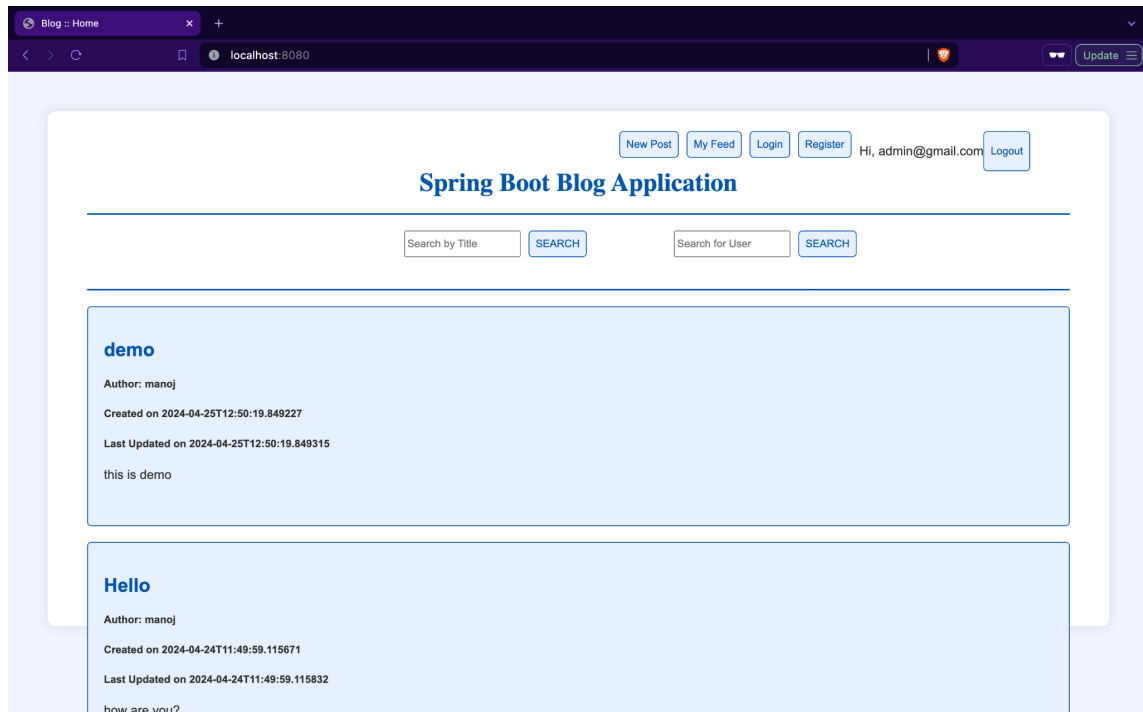 Blog :: Home
localhost:8080
Update
New Post My Feed Login Register Hi, admin@gmail.com Logout
Spring Boot Blog Application
Search by Title SEARCH Search for User SEARCH
demo
Author: manoj
Created on 2024-04-25T12:50:19.849227
Last Updated on 2024-04-25T12:50:19.849315
this is demo
Hello
Author: manoj
Created on 2024-04-24T11:49:59.115671
Last Updated on 2024-04-24T11:49:59.115832
how are you?